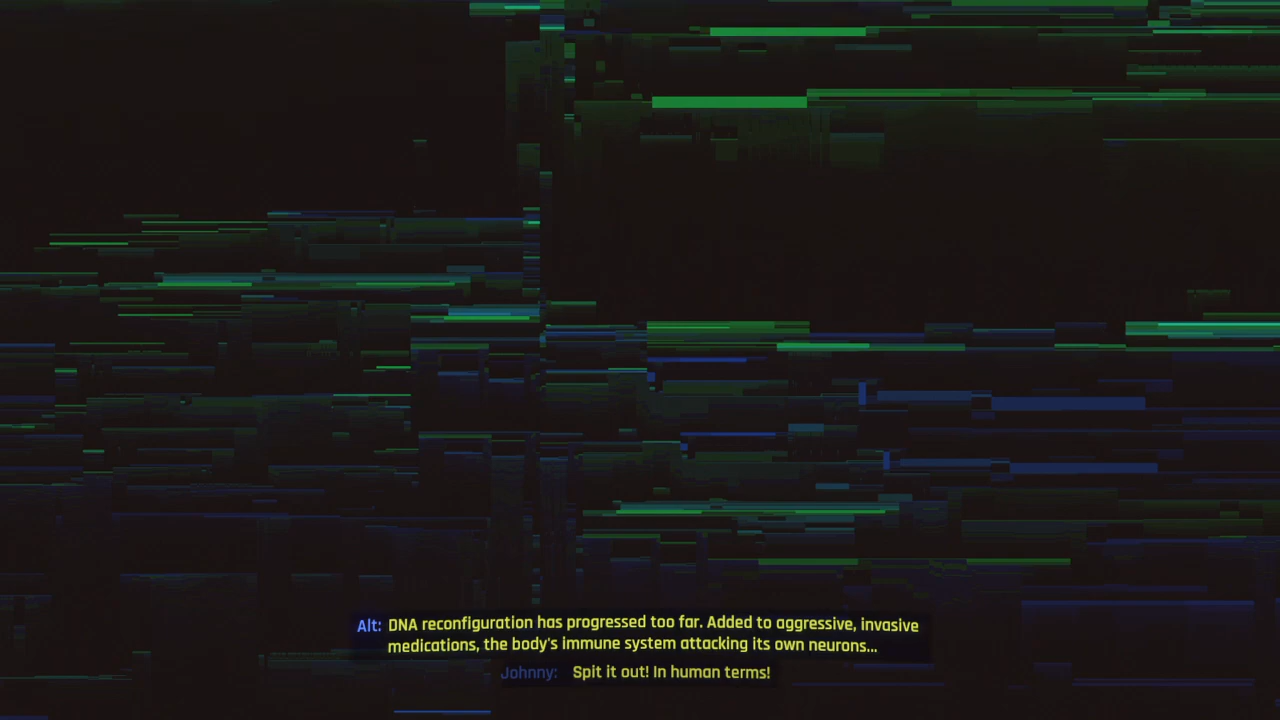 Alt: DNA reconfiguration has progressed too far. Added to aggressive, invasive
medications, the body's immune system attacking its own neurons...
Johnny: Spit it out! In human terms!